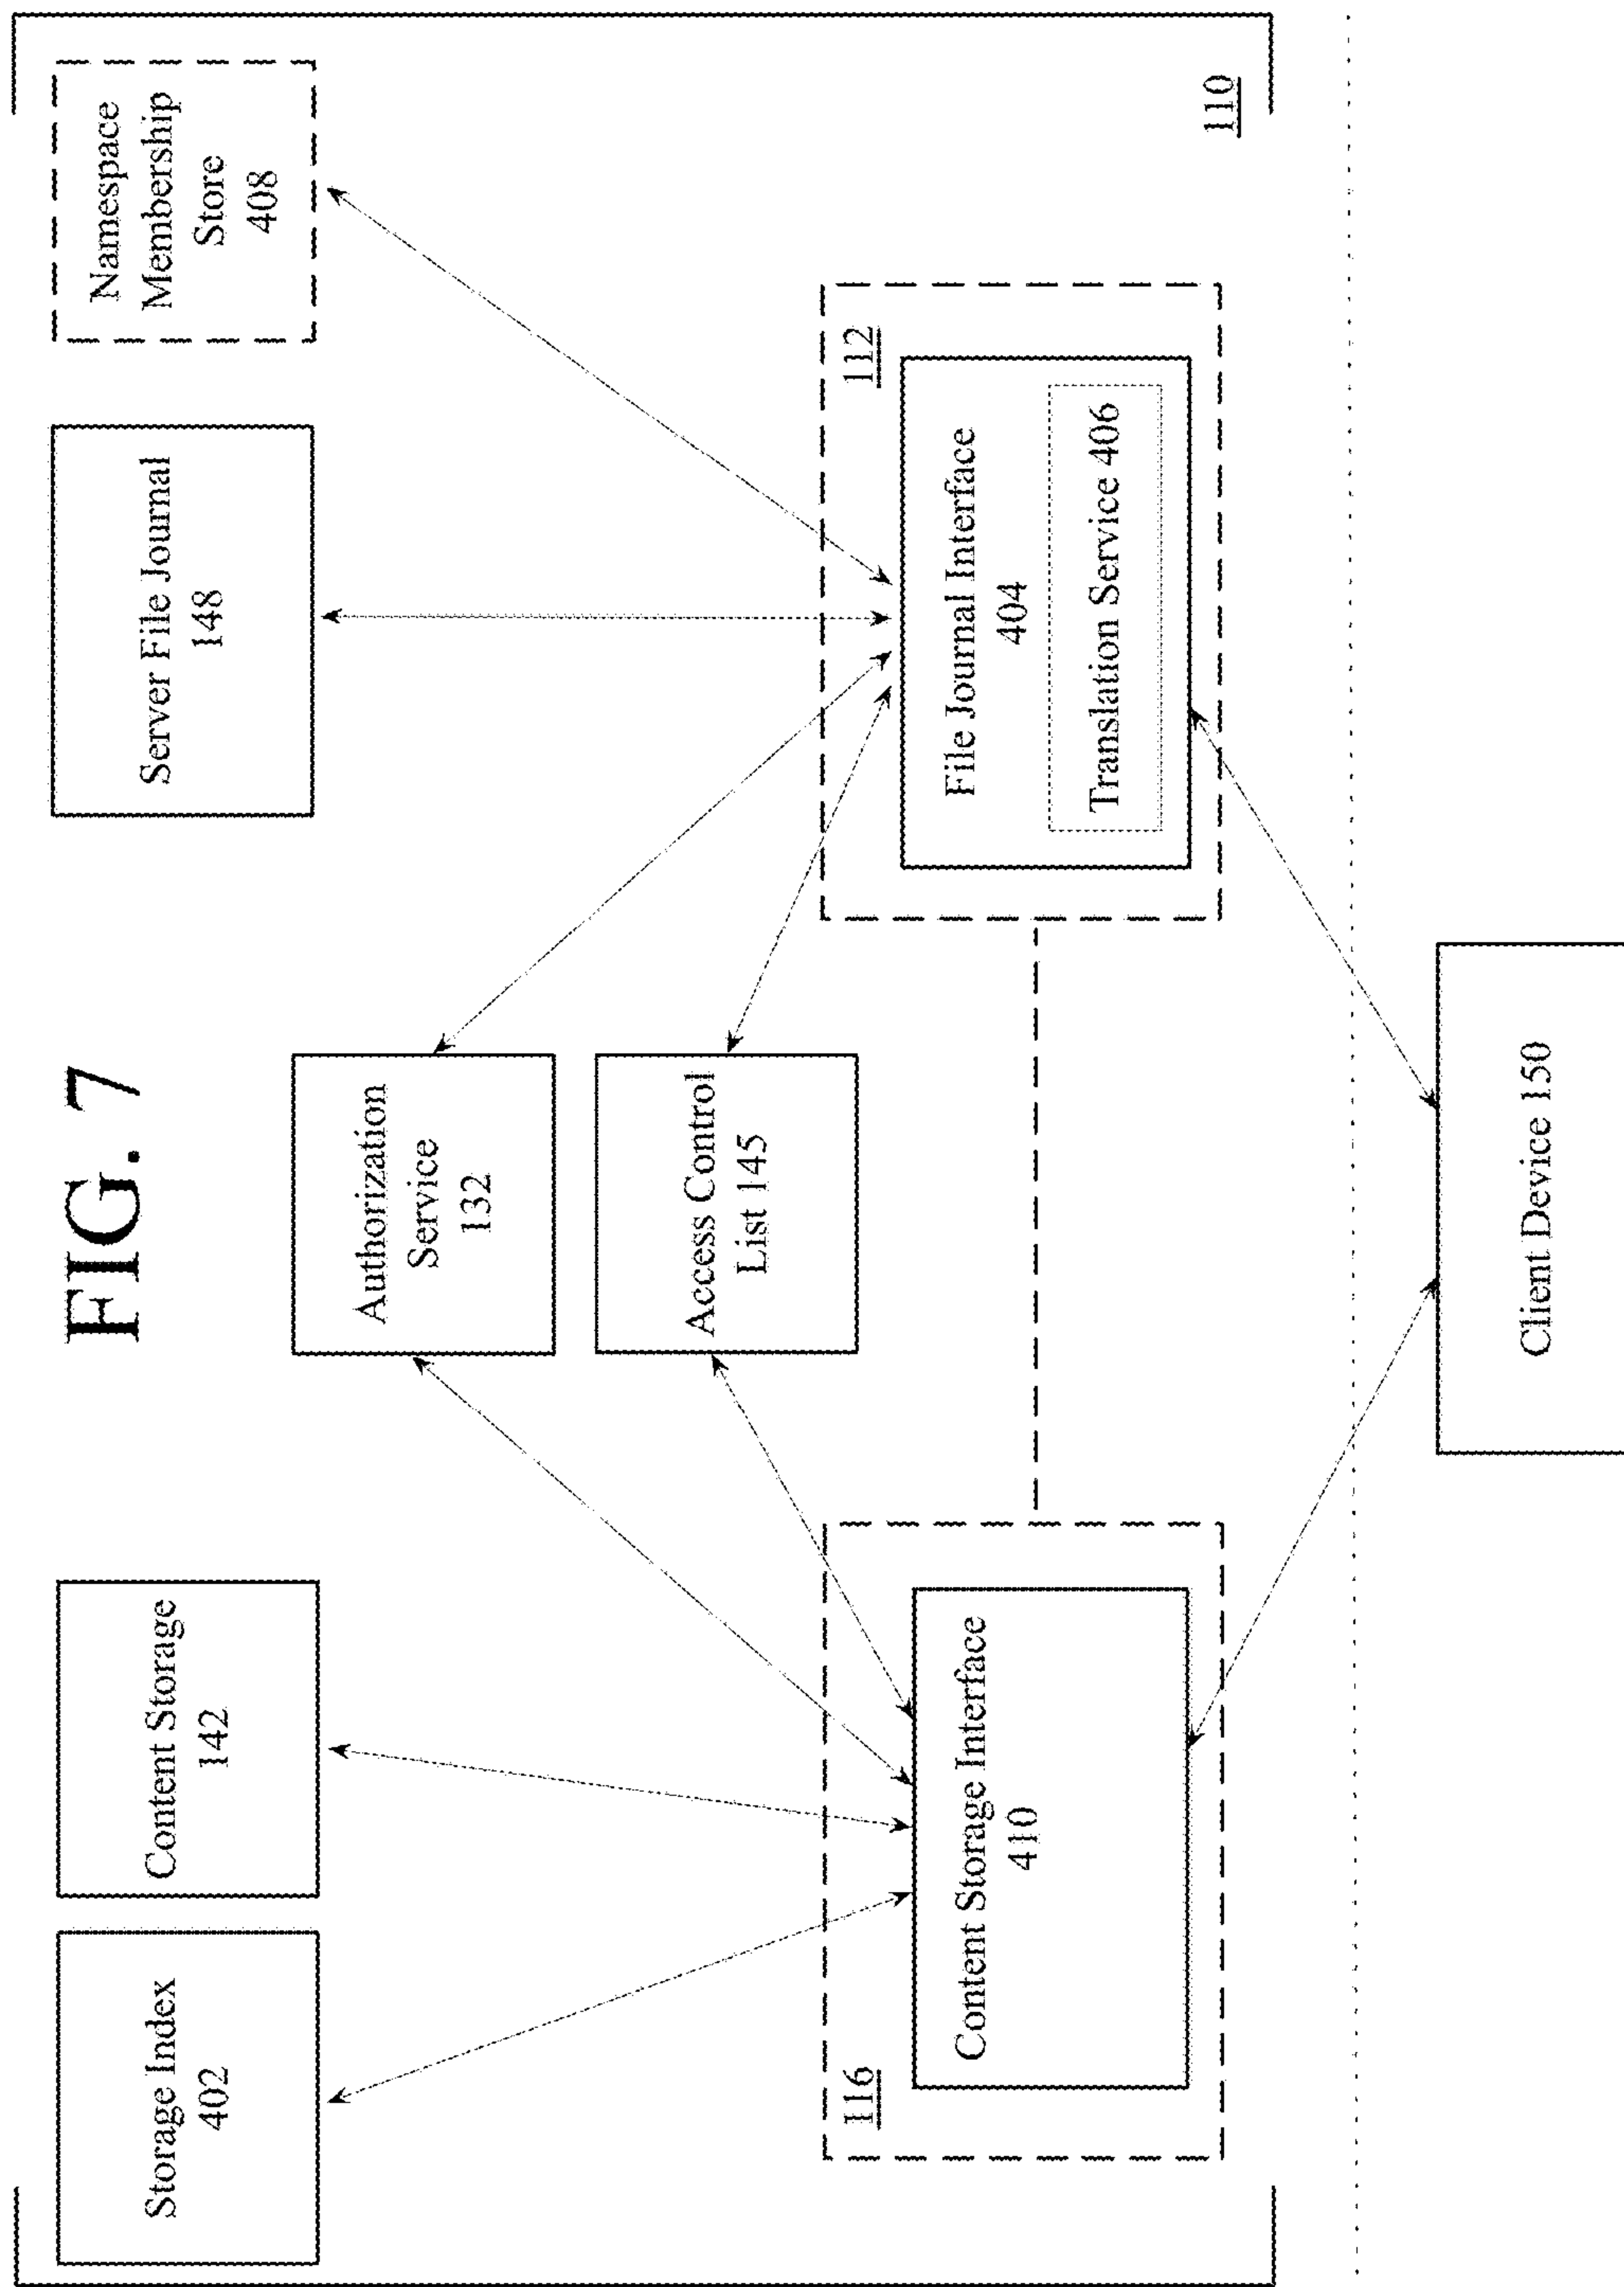 FIG. 7
Storage Index
402
Content Storage
142
Authorization
Service
132
Access Control
List 145
Server File Journal
148
Namespace
Membership
Store
408
116
Content Storage Interface
410
112
File Journal Interface
404
Translation Service 406
110
Client Device 150